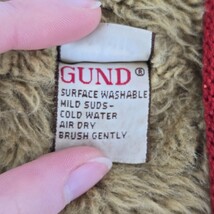 GUND®
SURFACE WASHABLE
MILD SUDS-
COLD WATER
AIR DRY
BRUSH GENTLY